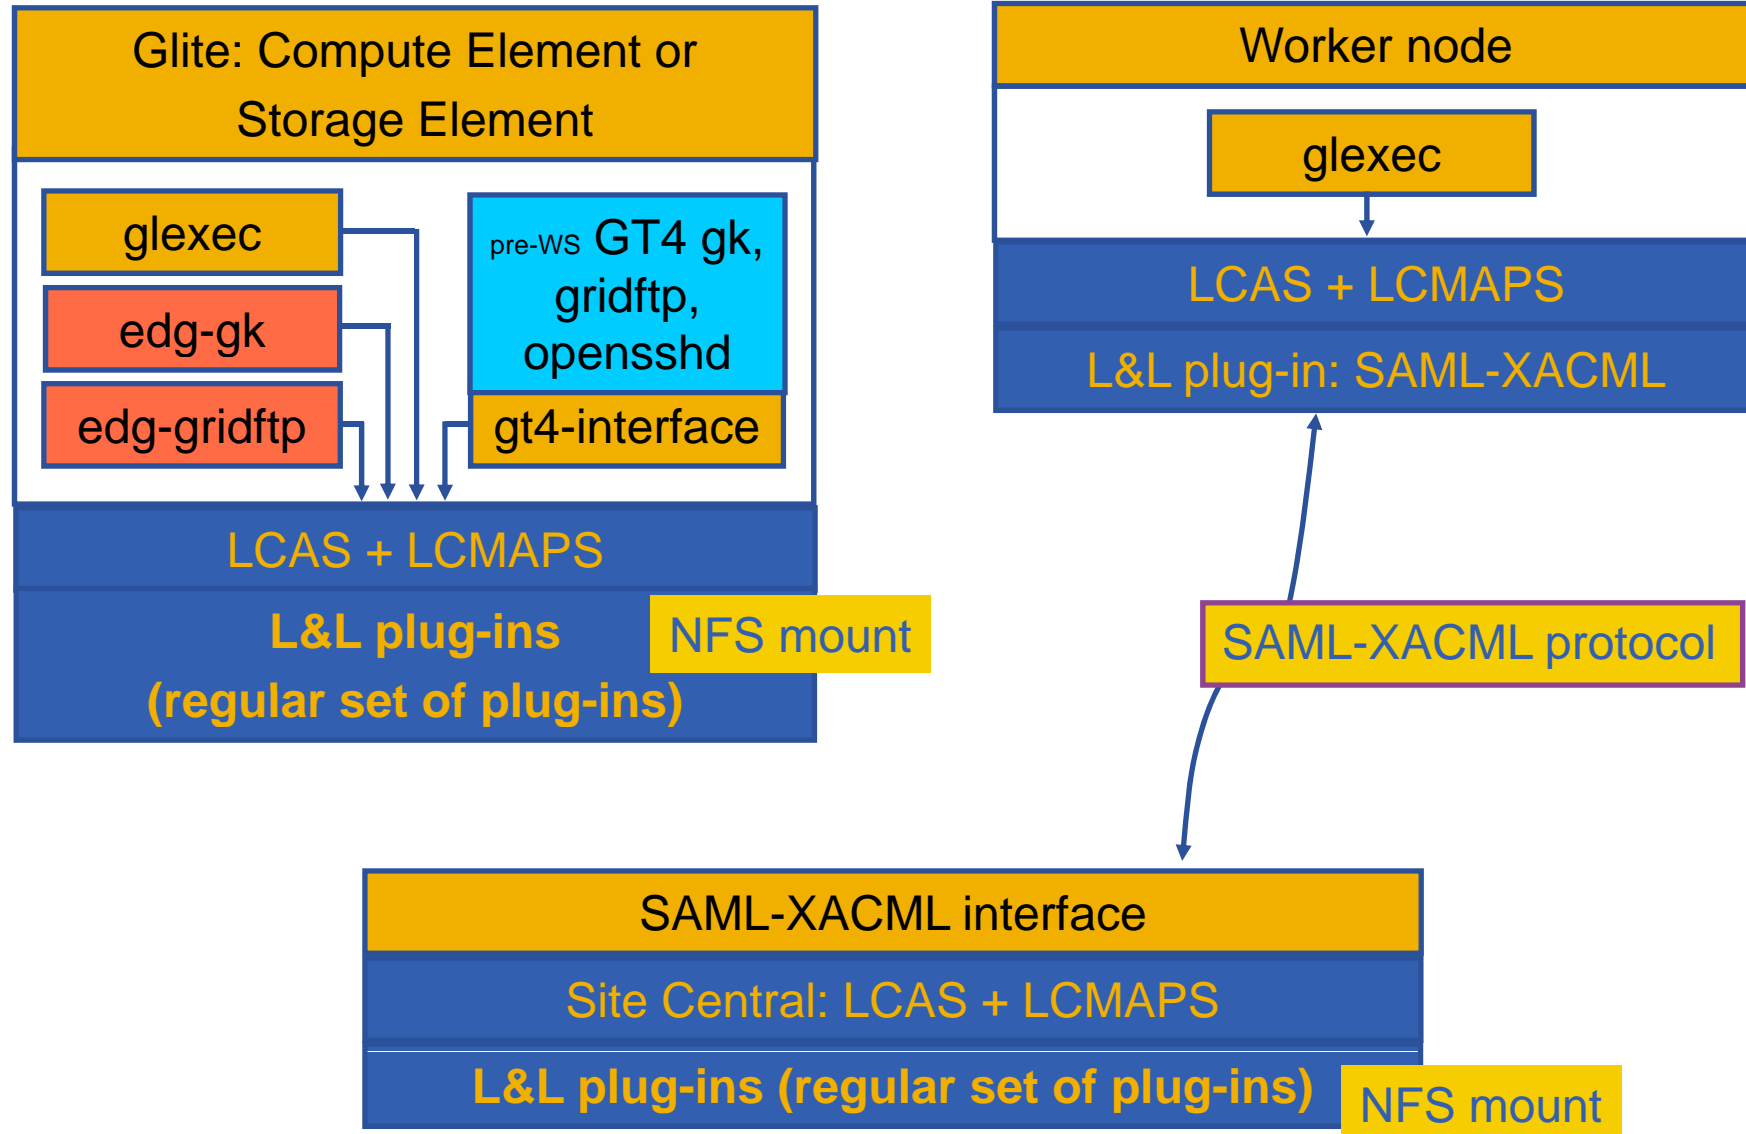 Glite: Compute Element or
Storage Element
glexec
edg-gk
edg-gridftp
pre-WS GT4 gk,
gridftp,
opensshd
gt4-interface
LCAS + LCMAPS
L&L plug-ins
(regular set of plug-ins)
NFS mount
Worker node
glexec
LCAS + LCMAPS
L&L plug-in: SAML-XACML
SAML-XACML protocol
SAML-XACML interface
Site Central: LCAS + LCMAPS
L&L plug-ins (regular set of plug-ins)
NFS mount